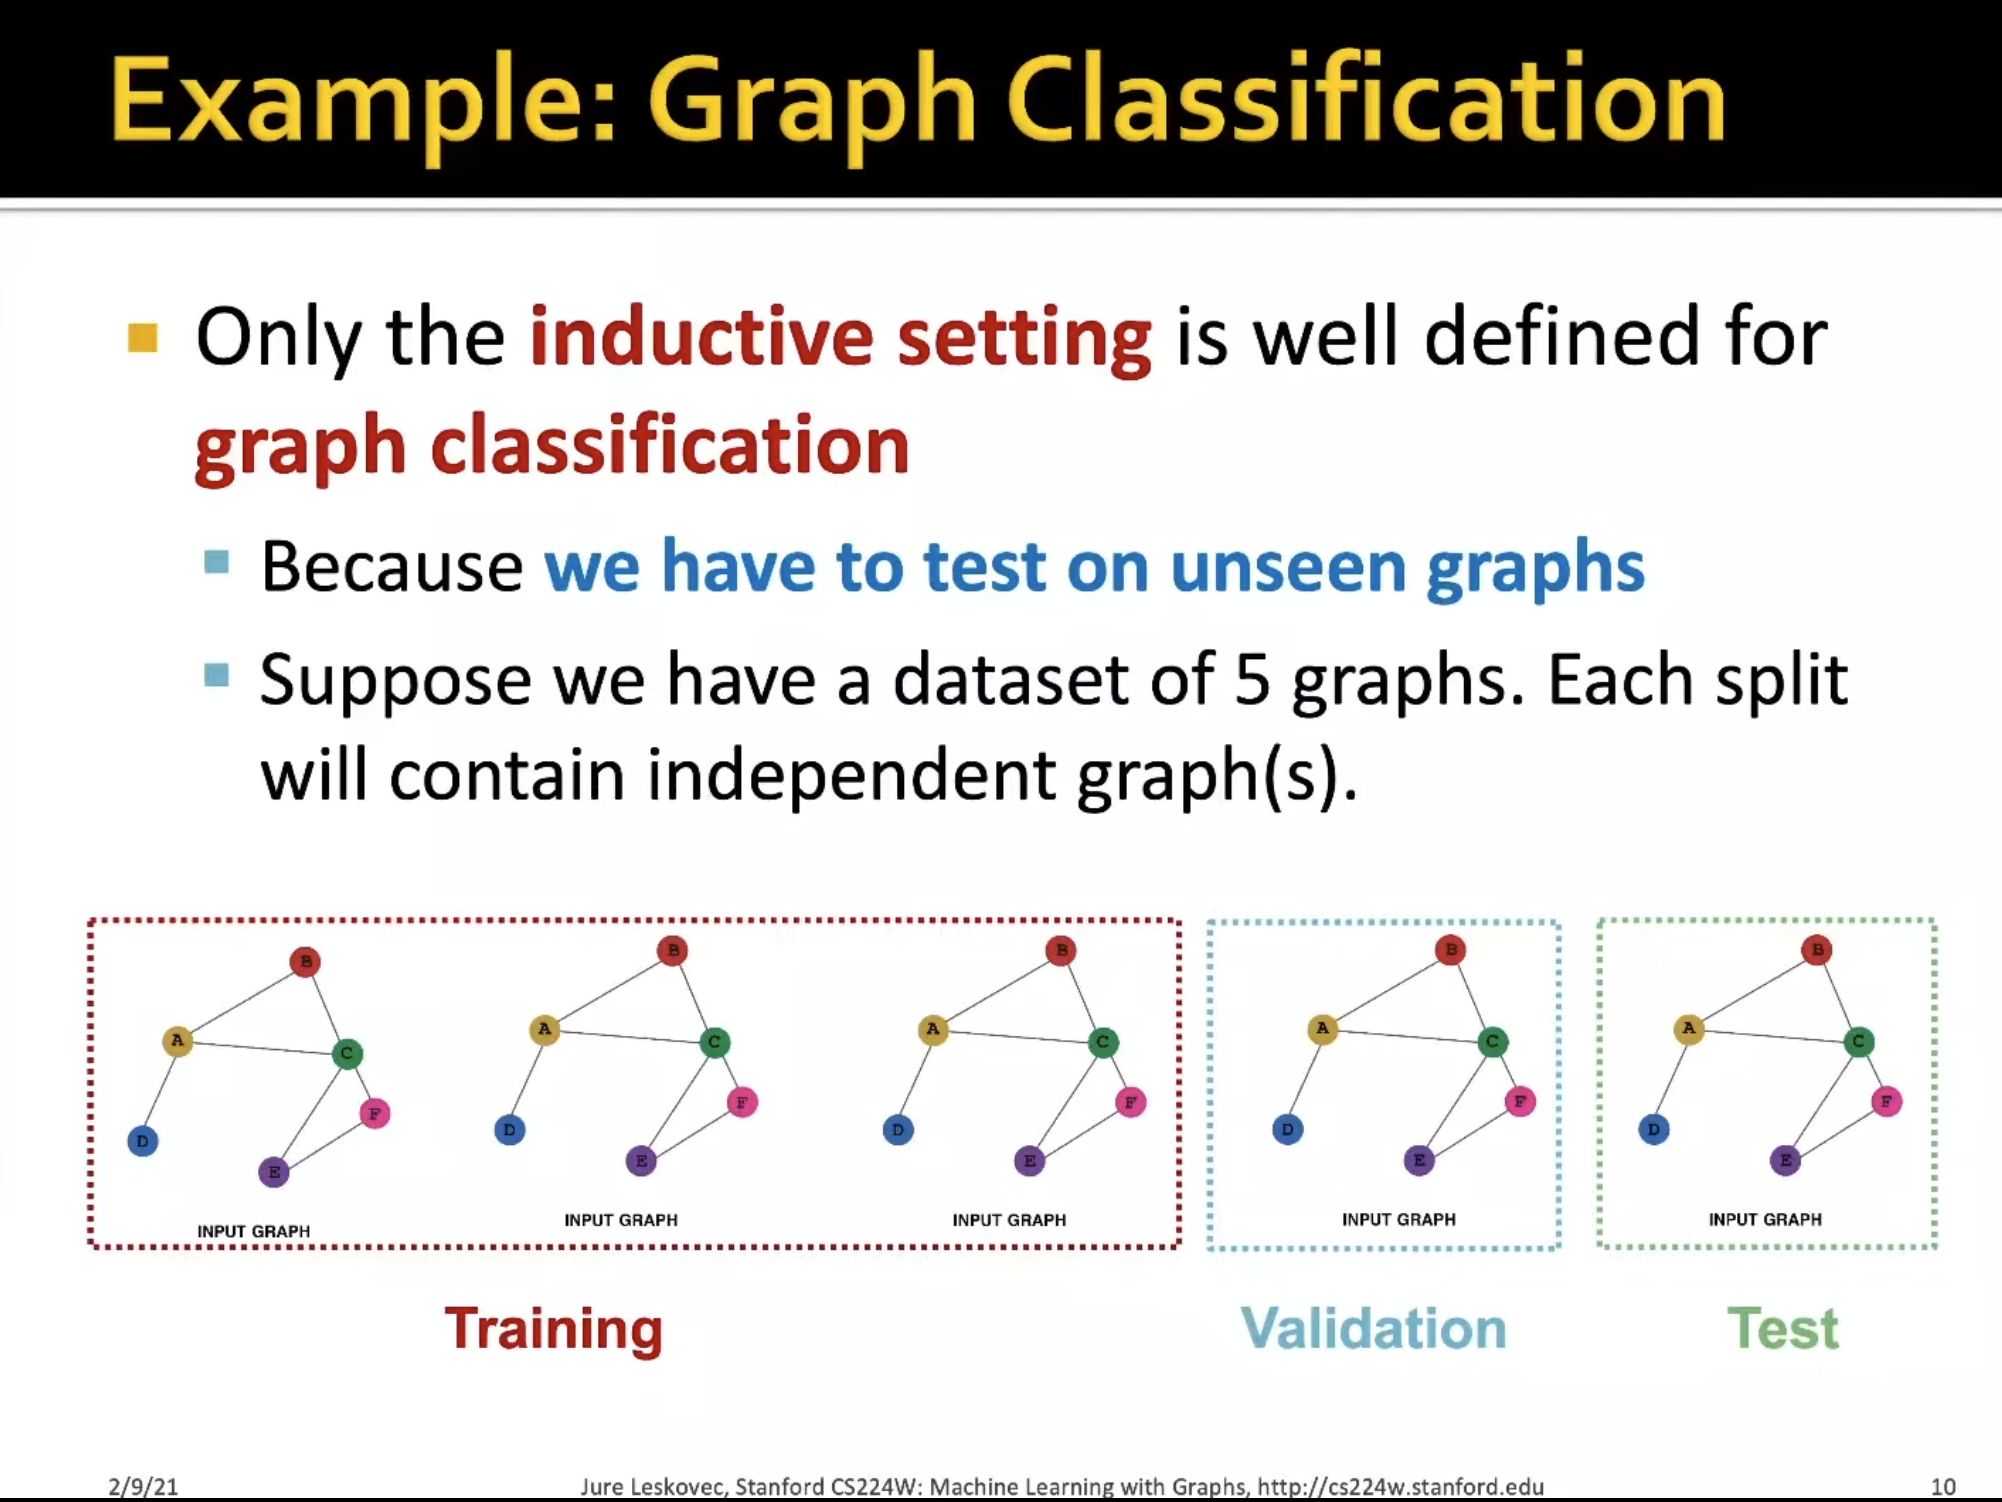 Example: Graph Classification
Only the inductive setting is well defined for
graph classification
Because we have to test on unseen graphs
Suppose we have a dataset of 5 graphs. Each split
will contain independent graph(s).
B
A
C
F
D
E
INPUT GRAPH
B
A
C
F
D
E
INPUT GRAPH
B
A
C
F
D
E
INPUT GRAPH
B
A
C
F
D
E
INPUT GRAPH
B
A
C
F
D
E
INPUT GRAPH
Training
Validation
Test
2/9/21
Jure Leskovec, Stanford CS224W: Machine Learning with Graphs, http://cs224w.stanford.edu
10